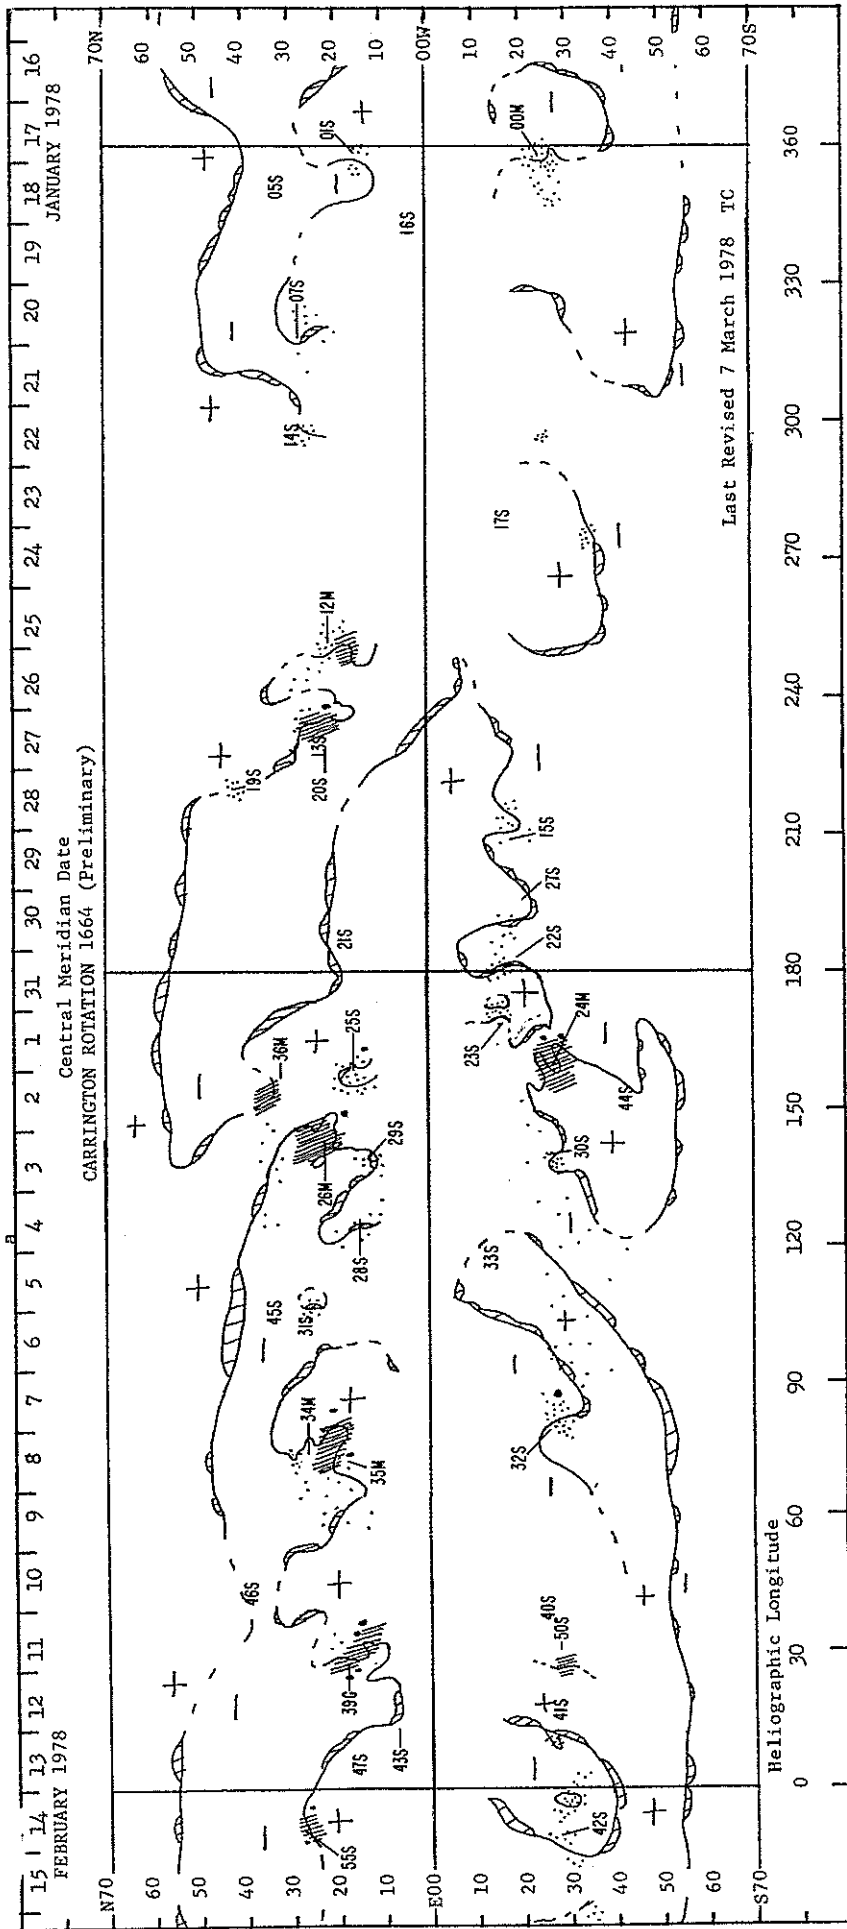 a
15 14 13 12 11 10 9 8 7 6 5 4 3 2 1 31 30 29 28 27 26 25 24 23 22 21 20 19 18 17 16
FEBRUARY 1978
Central Meridian Date
JANUARY 1978
CARRINGTON ROTATION 1664 (Preliminary)
N70
60
50
40
30
20
10
E00
10
20
30
40
50
60
S70
70N
60
50
40
30
20
10
00W
10
20
30
40
50
60
70S
46S
45S
36M
19S
05S
55S
47S
39G
43S
35M
34M
31S
28S
26M
29S
25S
21S
20S
13S
12M
14S
07S
01S
16S
42S
41S
50S
40S
32S
33S
30S
44S
24M
23S
22S
27S
15S
17S
00M
Last Revised 7 March 1978 TC
Heliographic Longitude
0 30 60 90 120 150 180 210 240 270 300 330 360